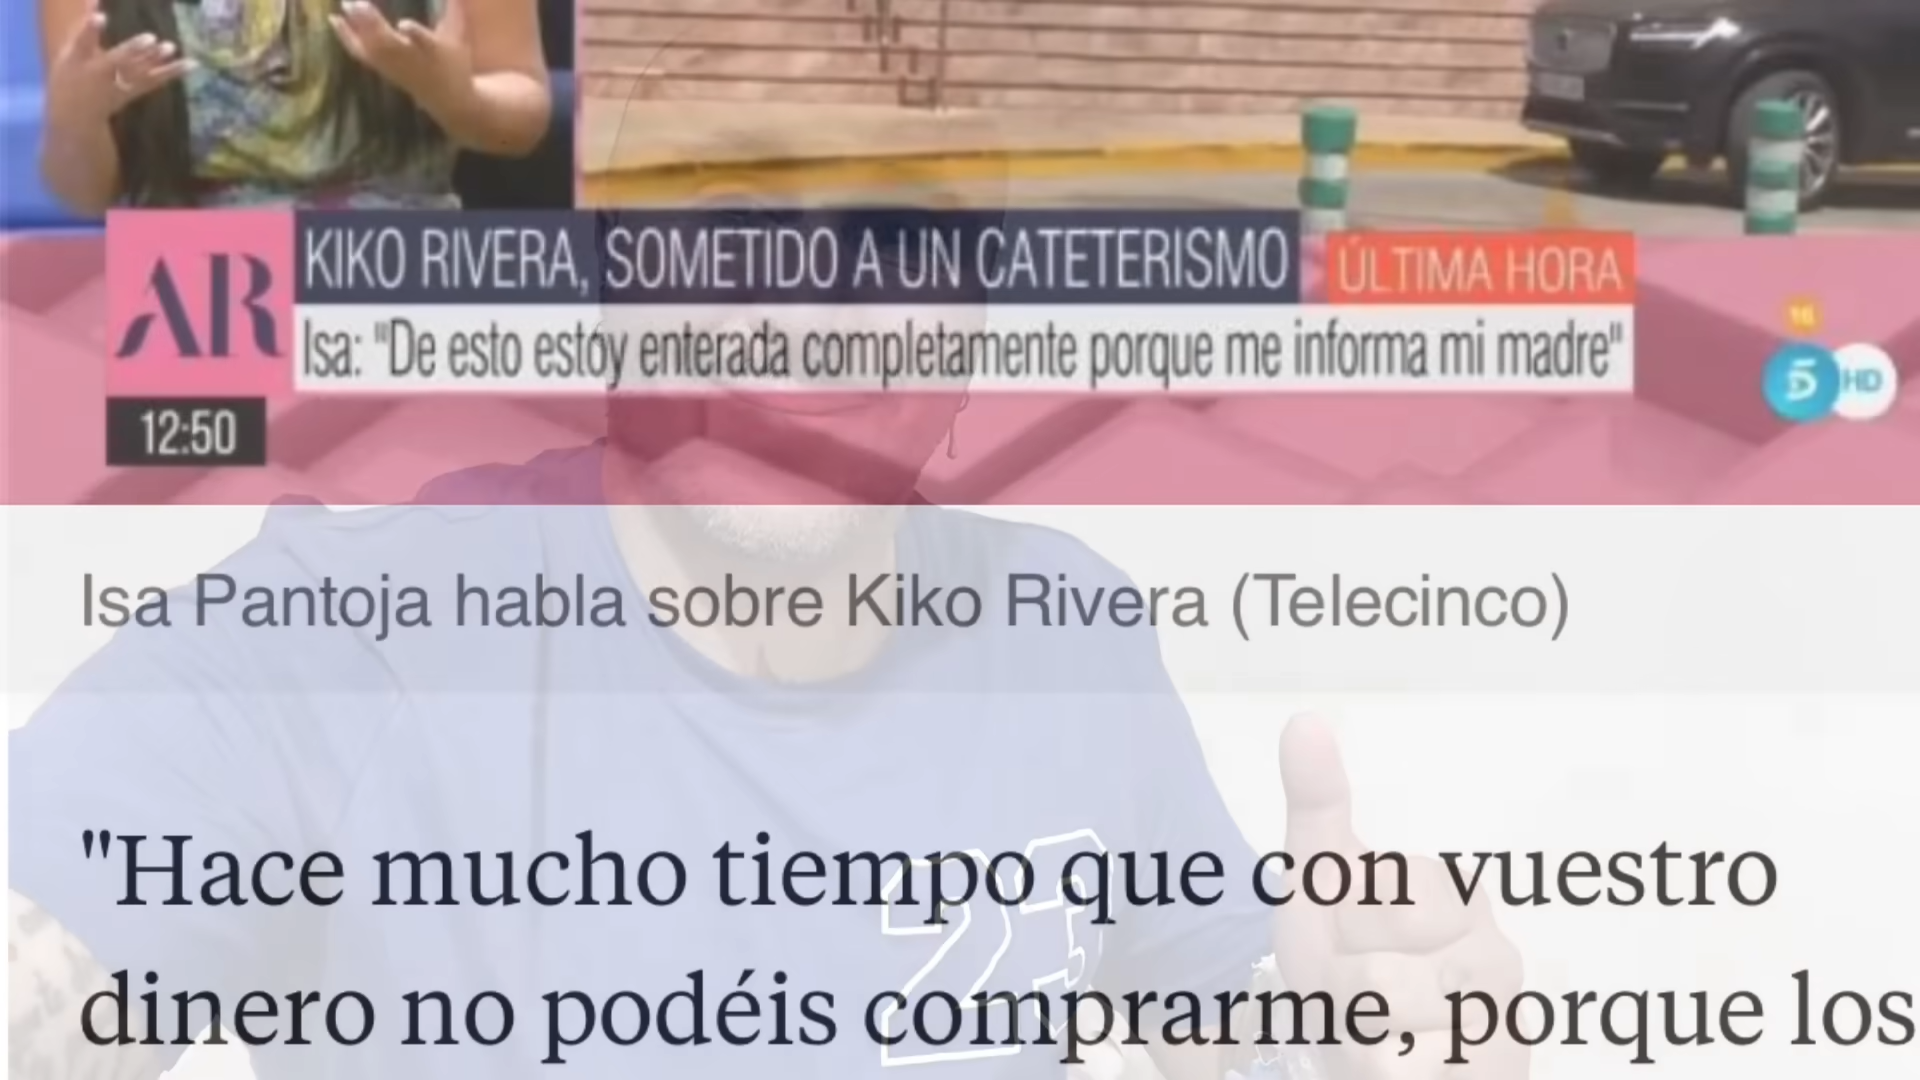 AR
KIKO RIVERA, SOMETIDO A UN CATETERISMO
ÚLTIMA HORA
Isa: "De esto estoy enterada completamente porque me informa mi madre"
16
5 HD
12:50
Isa Pantoja habla sobre Kiko Rivera (Telecinco)
"Hace mucho tiempo que con vuestro
23
dinero no podéis comprarme, porque los